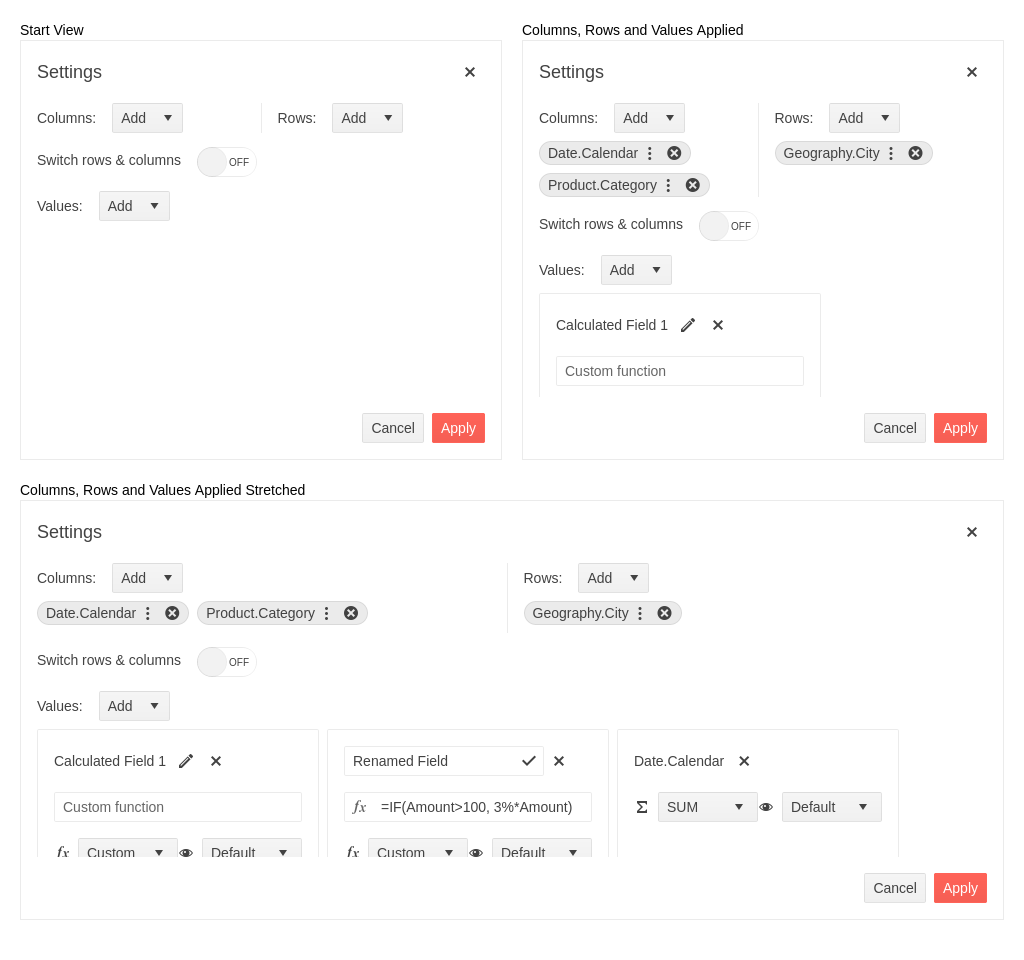 Start View
Settings
Columns: Add
Rows: Add
Switch rows & columns OFF
Values: Add
Cancel Apply
Columns, Rows and Values Applied
Settings
Columns: Add
Rows: Add
Date.Calendar
Geography.City
Product.Category
Switch rows & columns OFF
Values: Add
Calculated Field 1
Custom function
Cancel Apply
Columns, Rows and Values Applied Stretched
Settings
Columns: Add
Rows: Add
Date.Calendar Product.Category
Geography.City
Switch rows & columns OFF
Values: Add
Calculated Field 1
Custom function
fx Custom Default
Renamed Field
fx =IF(Amount>100, 3%*Amount)
fx Custom Default
Date.Calendar
Σ SUM Default
Cancel Apply